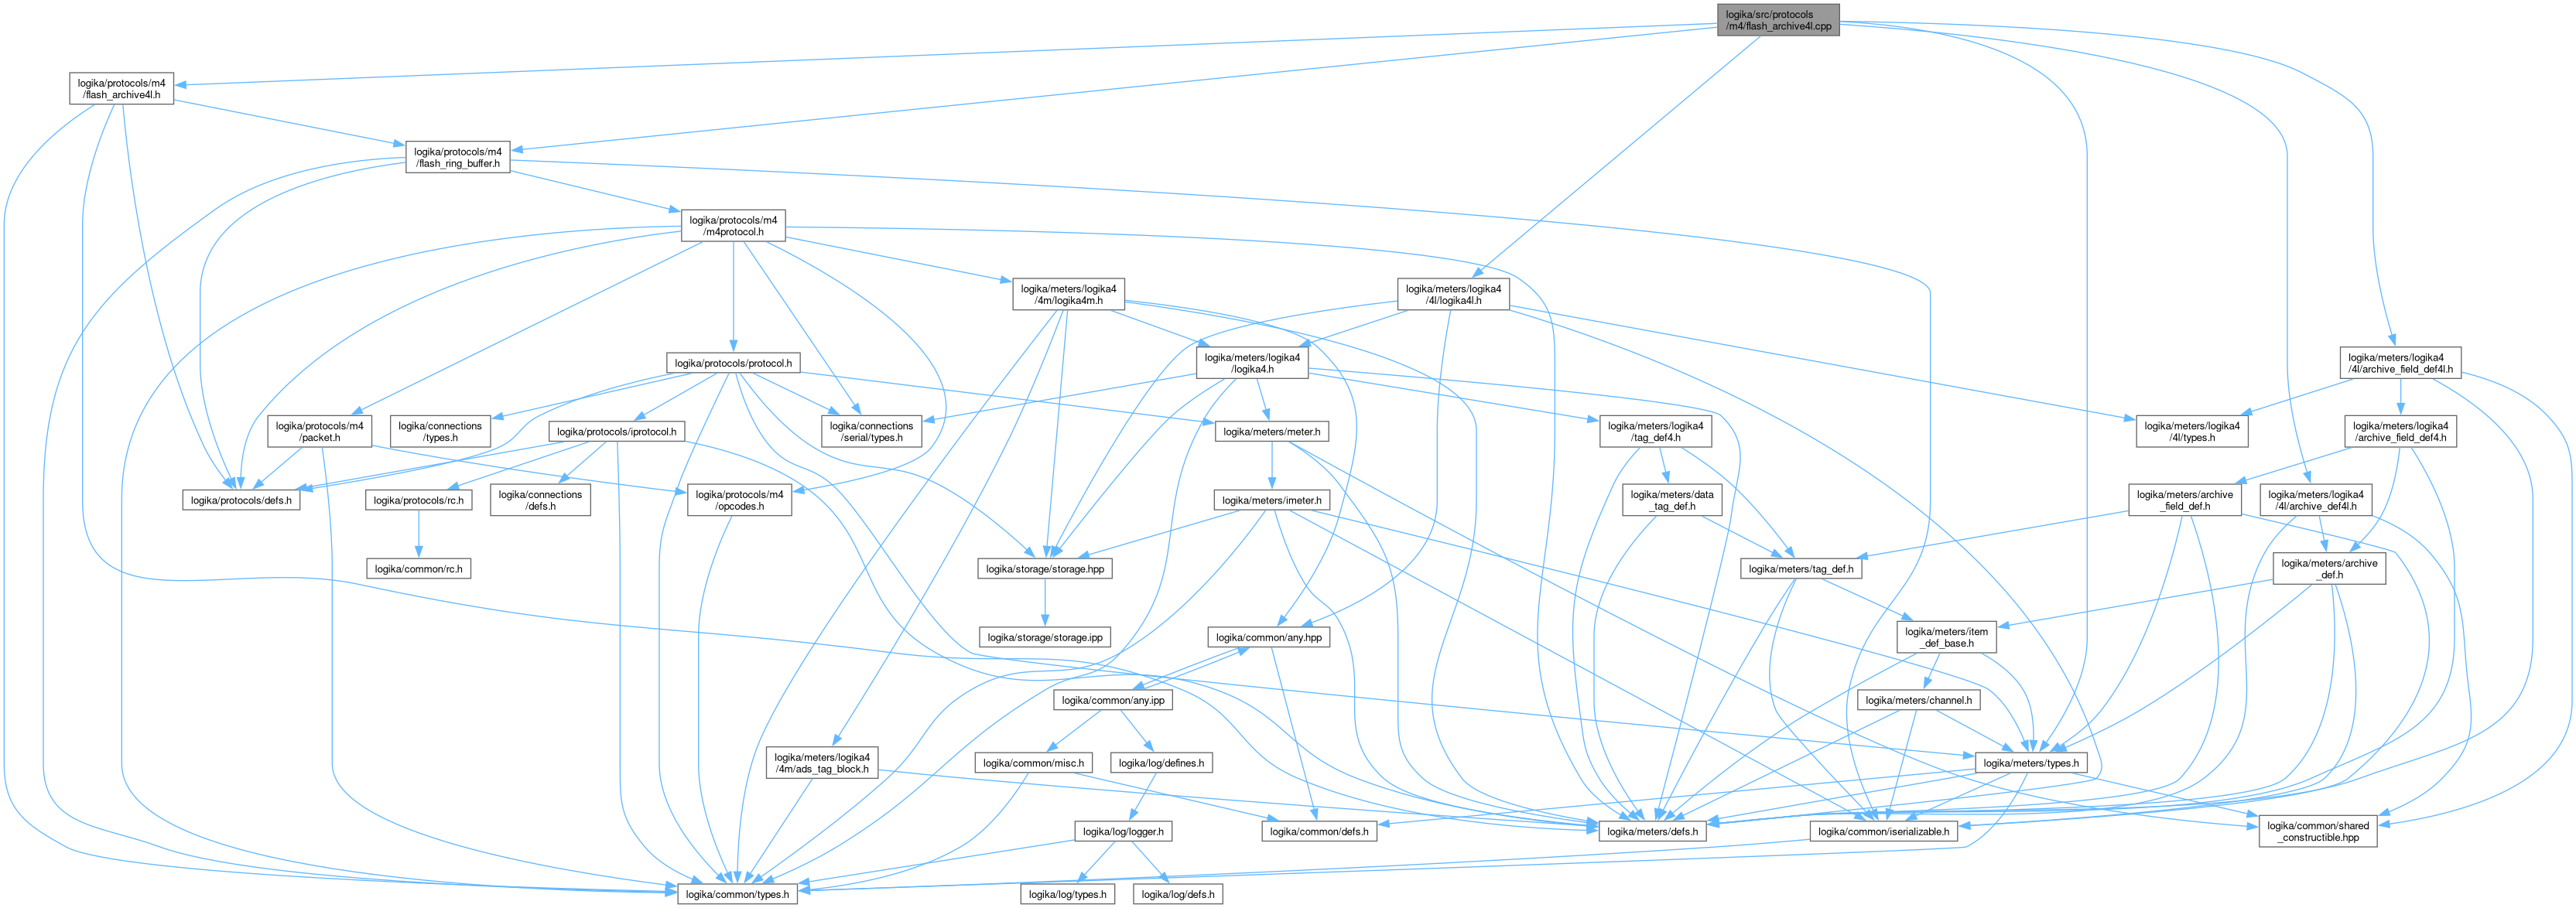 logika/src/protocols
/m4/flash_archive4l.cpp
logika/protocols/m4
/flash_archive4l.h
logika/protocols/m4
/flash_ring_buffer.h
logika/protocols/m4
/m4protocol.h
logika/meters/logika4
/4m/logika4m.h
logika/meters/logika4
/4l/logika4l.h
logika/protocols/protocol.h
logika/meters/logika4
/logika4.h
logika/meters/logika4
/4l/archive_field_def4l.h
logika/protocols/m4
/packet.h
logika/connections
/types.h
logika/protocols/iprotocol.h
logika/connections
/serial/types.h
logika/meters/meter.h
logika/meters/logika4
/tag_def4.h
logika/meters/logika4
/4l/types.h
logika/meters/logika4
/archive_field_def4.h
logika/protocols/defs.h
logika/protocols/rc.h
logika/connections
/defs.h
logika/protocols/m4
/opcodes.h
logika/meters/imeter.h
logika/meters/data
_tag_def.h
logika/meters/archive
_field_def.h
logika/meters/logika4
/4l/archive_def4l.h
logika/common/rc.h
logika/storage/storage.hpp
logika/meters/tag_def.h
logika/meters/archive
_def.h
logika/storage/storage.ipp
logika/common/any.hpp
logika/meters/item
_def_base.h
logika/common/any.ipp
logika/meters/channel.h
logika/meters/logika4
/4m/ads_tag_block.h
logika/common/misc.h
logika/log/defines.h
logika/meters/types.h
logika/log/logger.h
logika/common/defs.h
logika/meters/defs.h
logika/common/iserializable.h
logika/common/shared
_constructible.hpp
logika/common/types.h
logika/log/types.h
logika/log/defs.h